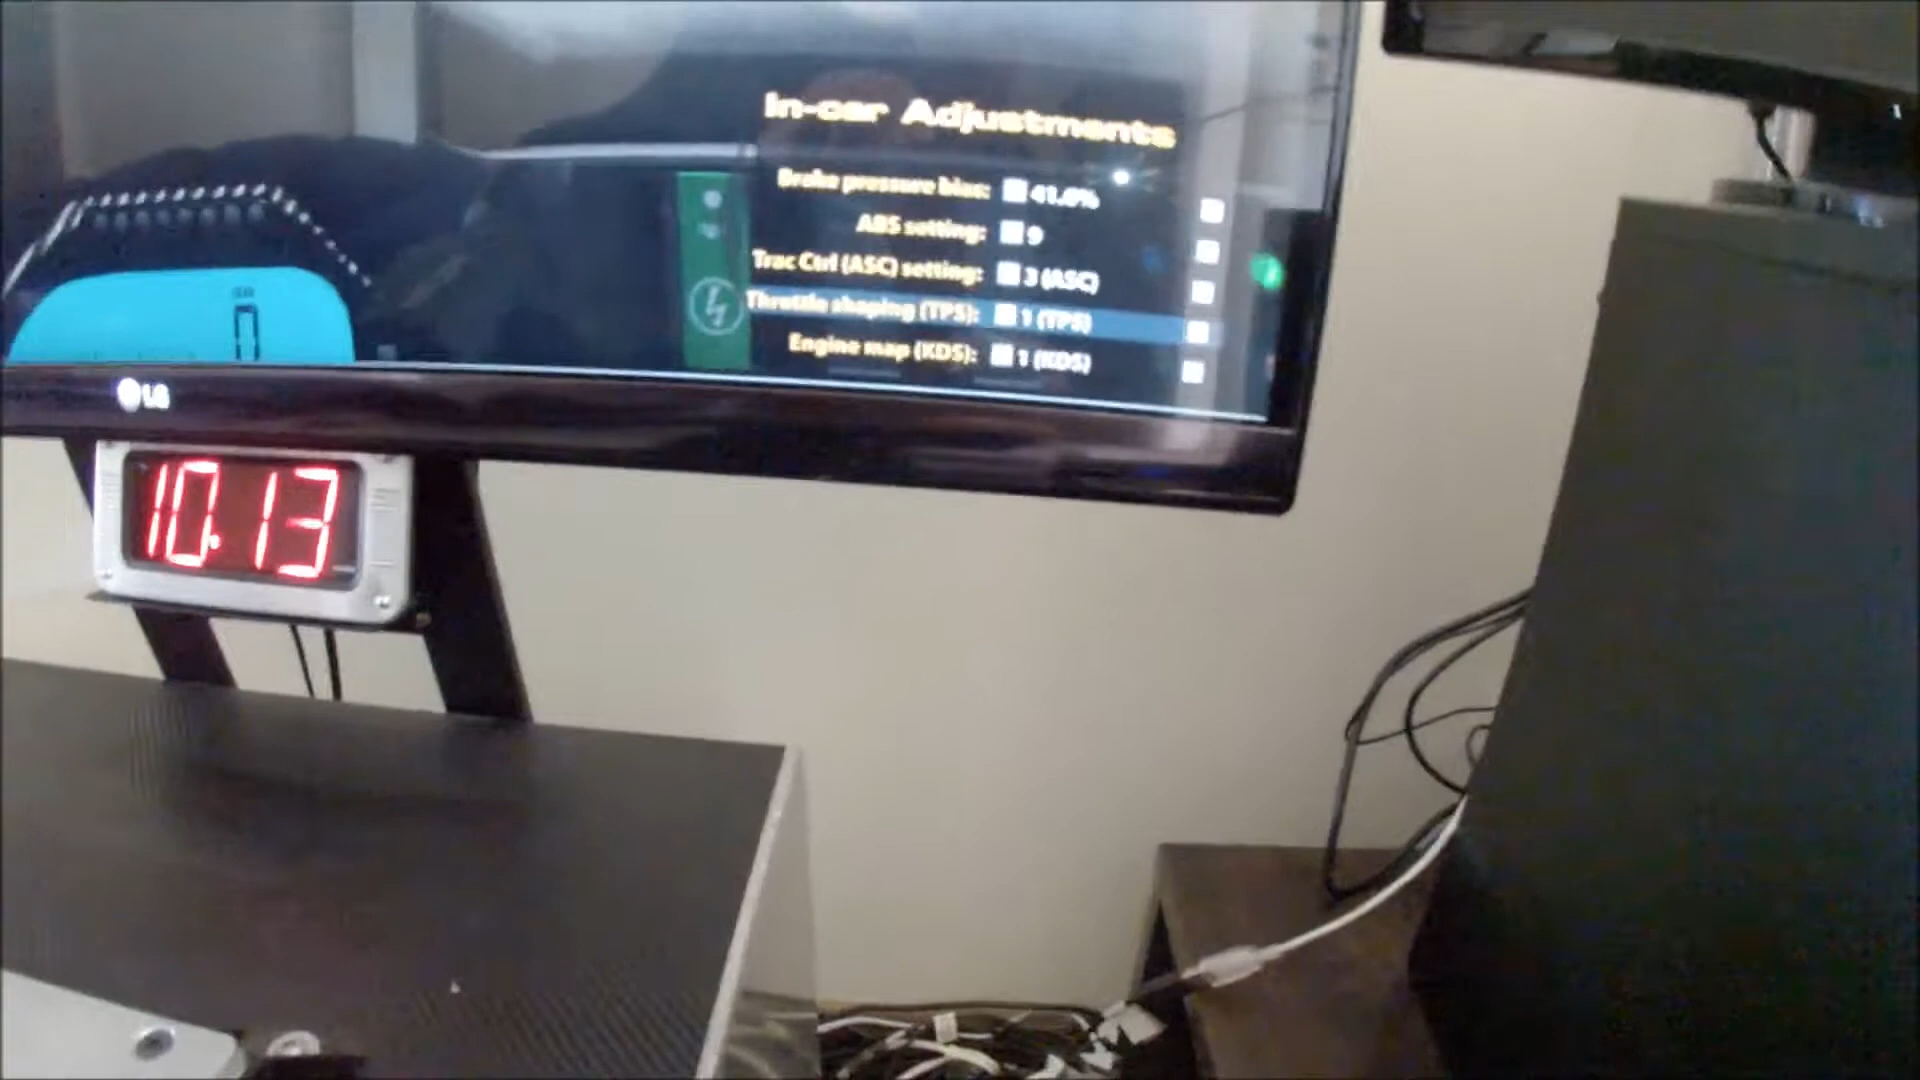 In-car Adjustments
Brake pressure bias: 41.0%
ABS setting: 9
Trac Ctrl (ASC) setting: 3 (ASC)
Throttle shaping (TPS): 1 (TPS)
Engine map (KDS): 1 (KDS)
LG
10.13